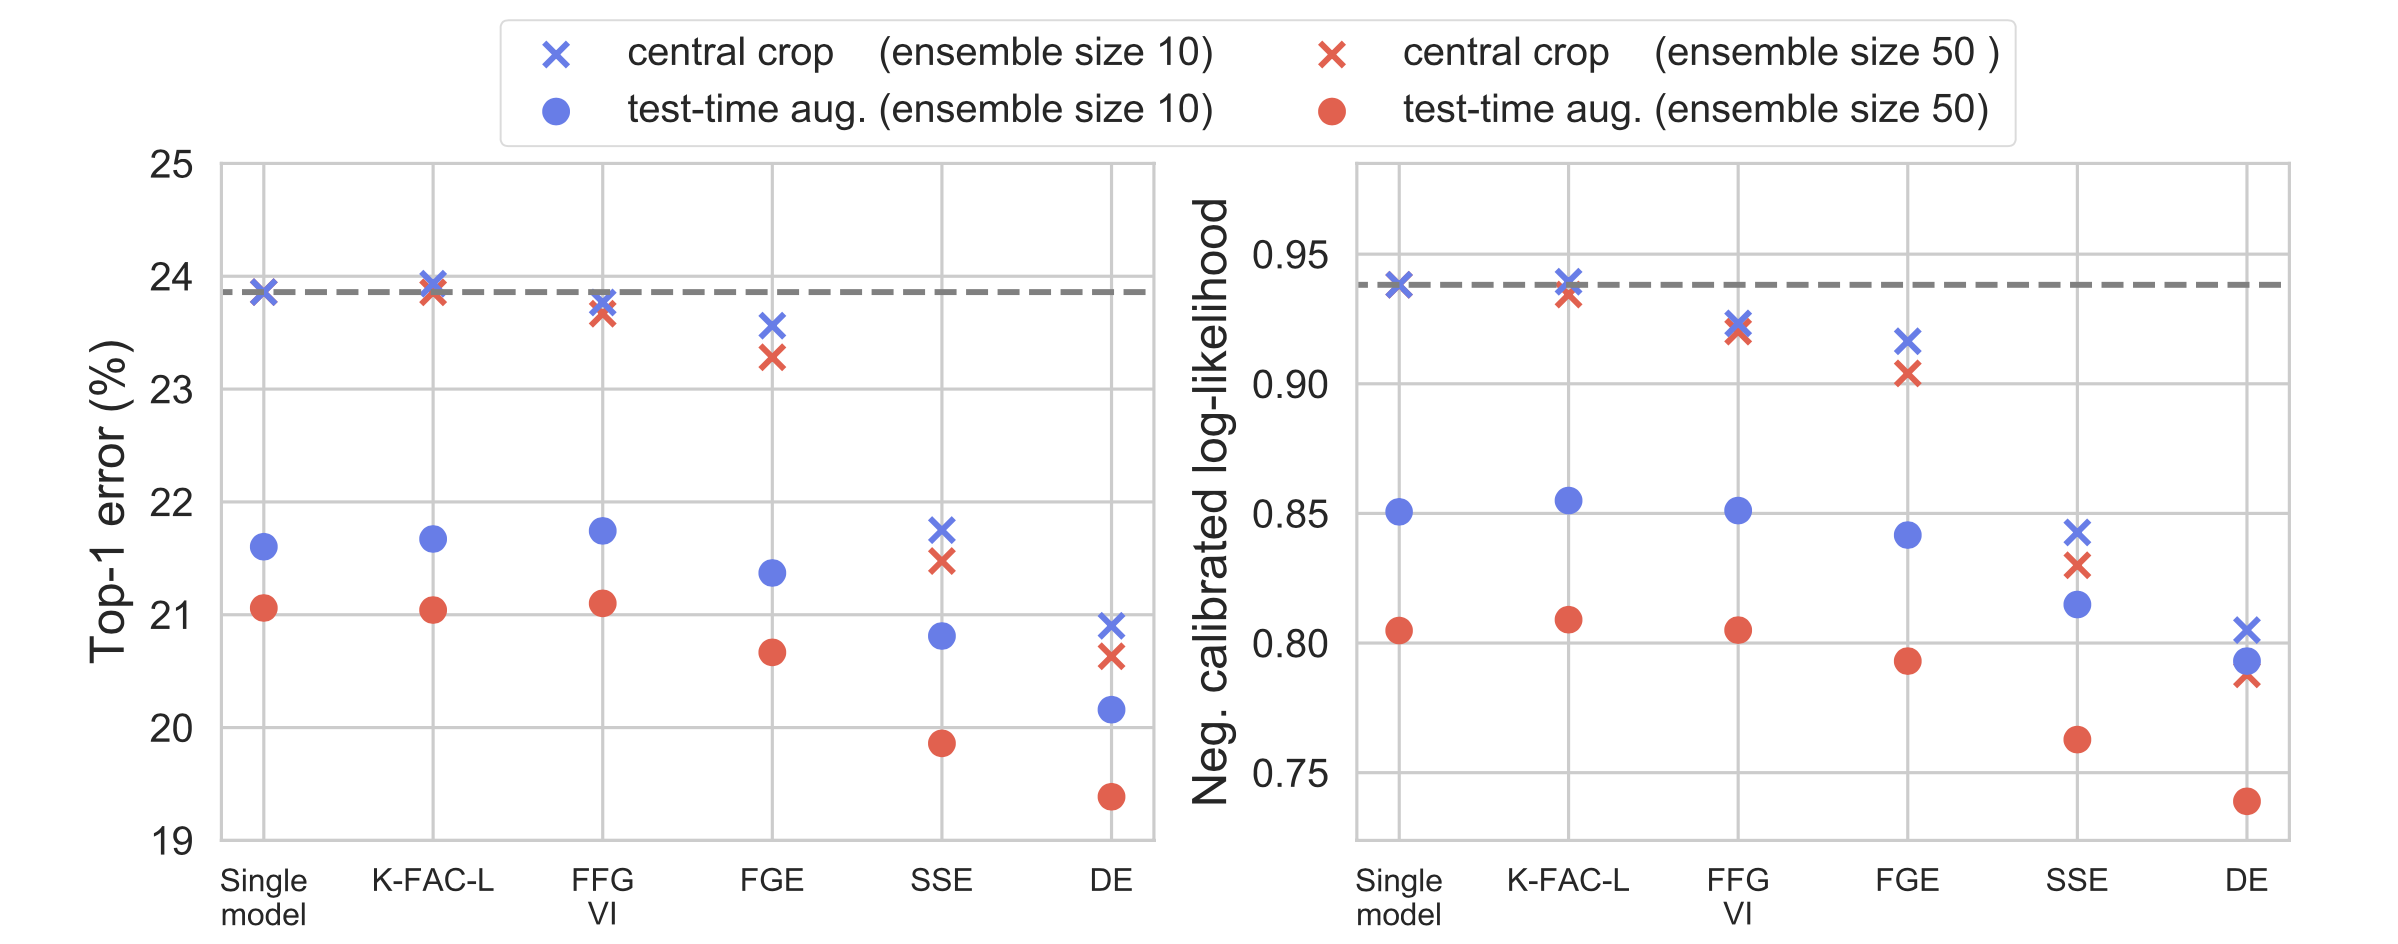 central crop (ensemble size 10)
central crop (ensemble size 50 )
test-time aug. (ensemble size 10)
test-time aug. (ensemble size 50)
Top-1 error (%)
25
24
23
22
21
20
19
Single model
K-FAC-L
FFG VI
FGE
SSE
DE
Neg. calibrated log-likelihood
0.95
0.90
0.85
0.80
0.75
Single model
K-FAC-L
FFG VI
FGE
SSE
DE